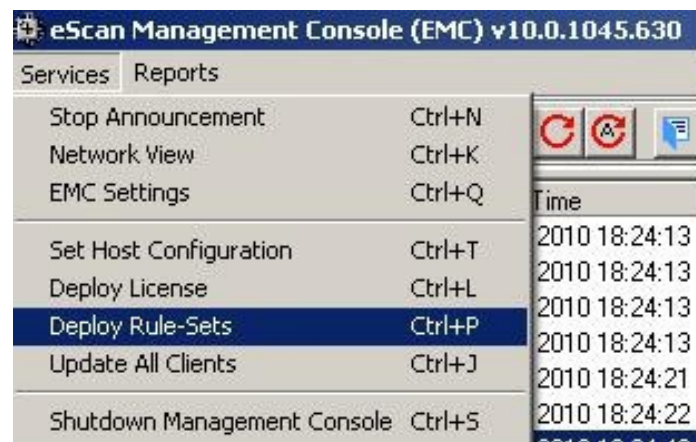 eScan Management Console (EMC) v10.0.1045.630
Services Reports
Stop Announcement Ctrl+N
Network View Ctrl+K
EMC Settings Ctrl+Q
Time
Set Host Configuration Ctrl+T
2010 18:24:13
2010 18:24:13
Deploy License Ctrl+L
2010 18:24:13
Deploy Rule-Sets Ctrl+P
2010 18:24:13
Update All Clients Ctrl+J
2010 18:24:21
Shutdown Management Console Ctrl+S
2010 18:24:22